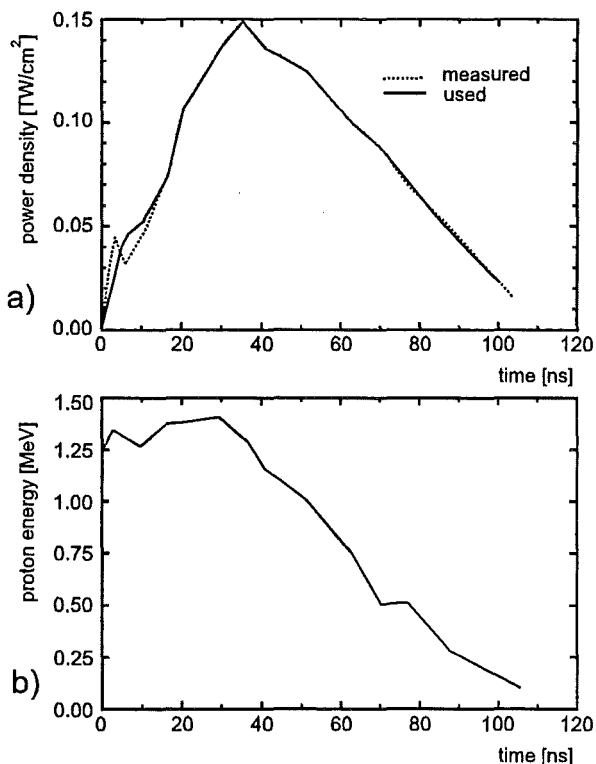 0.15
measured
used
0.10
power density [TW/cm²]
0.05
a)
0.00
0 20 40 60 80 100 120
time [ns]
1.50
1.25
1.00
proton energy [MeV]
0.75
0.50
0.25
b)
0.00
0 20 40 60 80 100 120
time [ns]